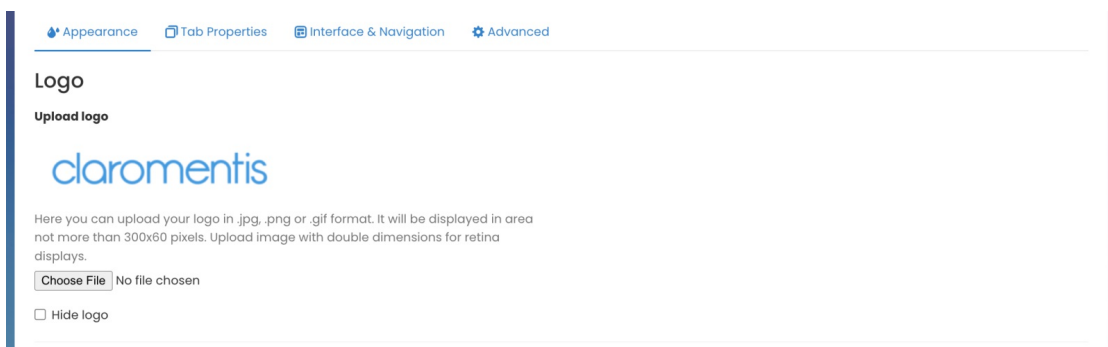 Appearance Tab Properties Interface & Navigation Advanced
Logo
Upload logo
claromentis
Here you can upload your logo in .jpg, .png or .gif format. It will be displayed in area
not more than 300x60 pixels. Upload image with double dimensions for retina
displays.
Choose File No file chosen
Hide logo